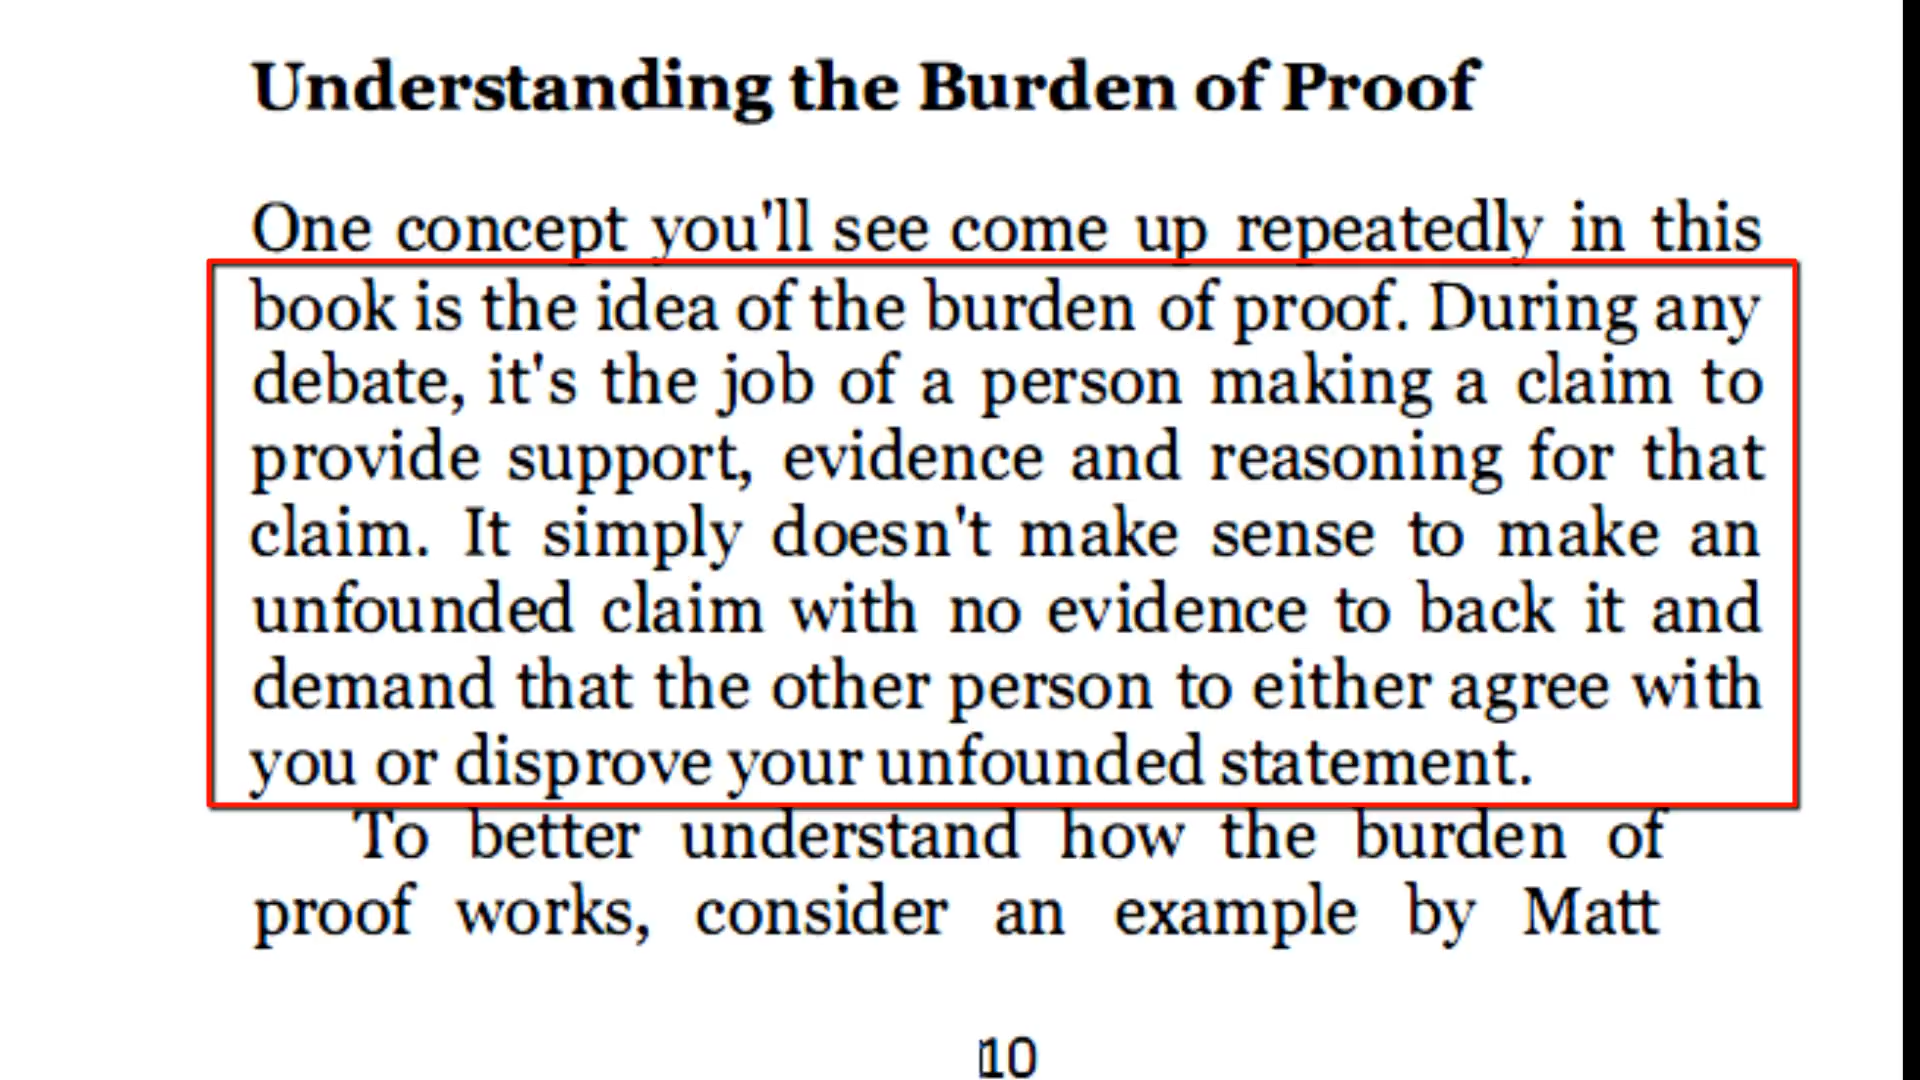 Understanding the Burden of Proof
One concept you'll see come up repeatedly in this
book is the idea of the burden of proof. During any
debate, it's the job of a person making a claim to
provide support, evidence and reasoning for that
claim. It simply doesn't make sense to make an
unfounded claim with no evidence to back it and
demand that the other person to either agree with
you or disprove your unfounded statement.
To better understand how the burden of
proof works, consider an example by Matt
10